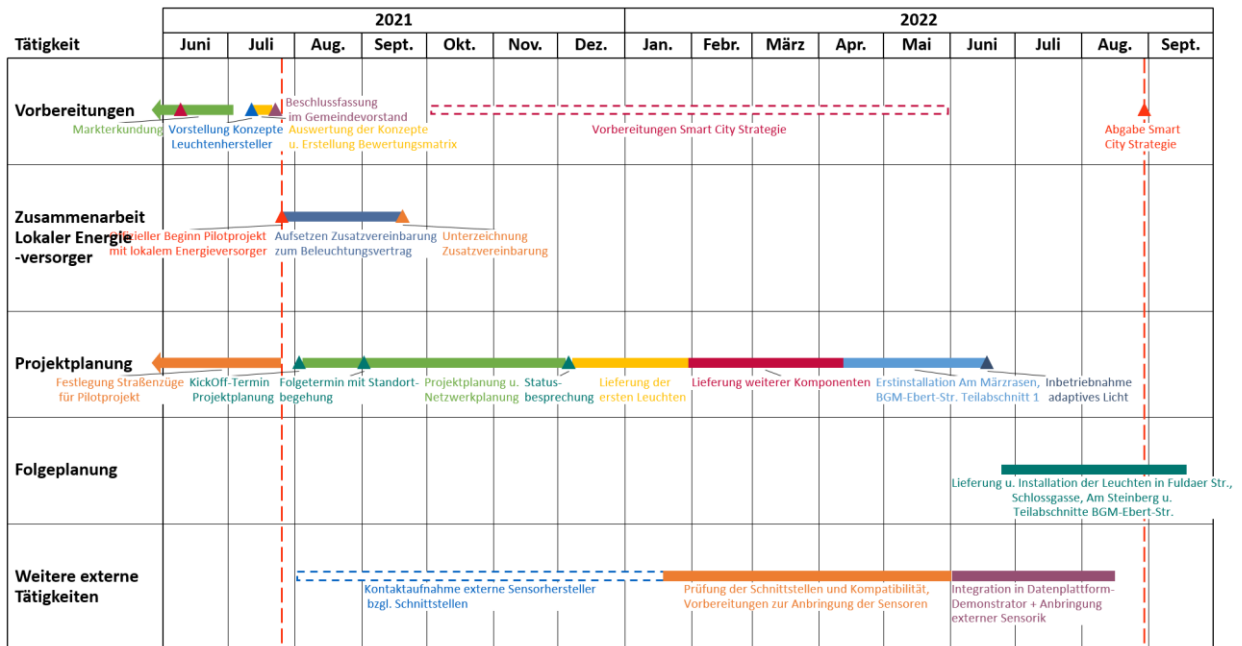 2021
2022
Tätigkeit
Juni
Juli
Aug.
Sept.
Okt.
Nov.
Dez.
Jan.
Febr.
März
Apr.
Mai
Juni
Juli
Aug.
Sept.
Vorbereitungen
Markterkundung
Vorstellung Konzepte
Leuchtenhersteller
Beschlussfassung
im Gemeindevorstand
Auswertung der Konzepte
u. Erstellung Bewertungsmatrix
Vorbereitungen Smart City Strategie
Abgabe Smart
City Strategie
Zusammenarbeit
Lokaler Energie
-versorger
Offizieller Beginn Pilotprojekt
mit lokalem Energieversorger
Aufsetzen Zusatzvereinbarung
zum Beleuchtungsvertrag
Unterzeichnung
Zusatzvereinbarung
Projektplanung
Festlegung Straßenzüge
für Pilotprojekt
KickOff-Termin
Projektplanung
Folgetermin mit Standort-
begehung
Projektplanung u.
Netzwerkplanung
Status-
besprechung
Lieferung der
ersten Leuchten
Lieferung weiterer Komponenten
Erstinstallation Am Märzrasen,
BGM-Ebert-Str. Teilabschnitt 1
Inbetriebnahme
adaptives Licht
Folgeplanung
Lieferung u. Installation der Leuchten in Fuldaer Str.,
Schlossgasse, Am Steinberg u.
Teilabschnitte BGM-Ebert-Str.
Weitere externe
Tätigkeiten
Kontaktaufnahme externe Sensorhersteller
bzgl. Schnittstellen
Prüfung der Schnittstellen und Kompatibilität,
Vorbereitungen zur Anbringung der Sensoren
Integration in Datenplattform-
Demonstrator + Anbringung
externer Sensorik